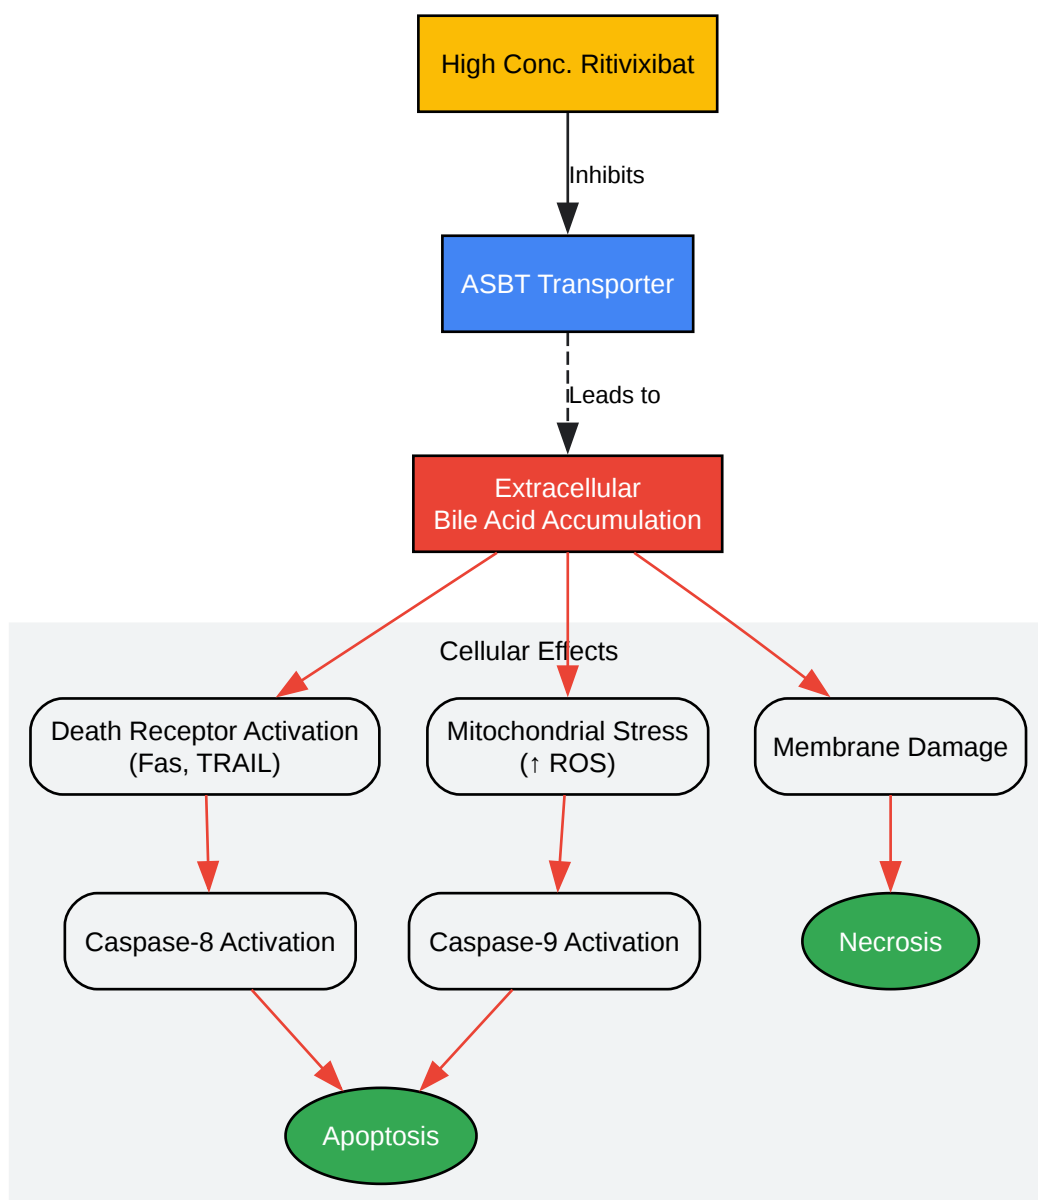 High Conc. Ritivixibat
Inhibits
ASBT Transporter
Leads to
Extracellular
Bile Acid Accumulation
Cellular Effects
Death Receptor Activation
(Fas, TRAIL)
Mitochondrial Stress
(↑ ROS)
Membrane Damage
Caspase-8 Activation
Caspase-9 Activation
Necrosis
Apoptosis